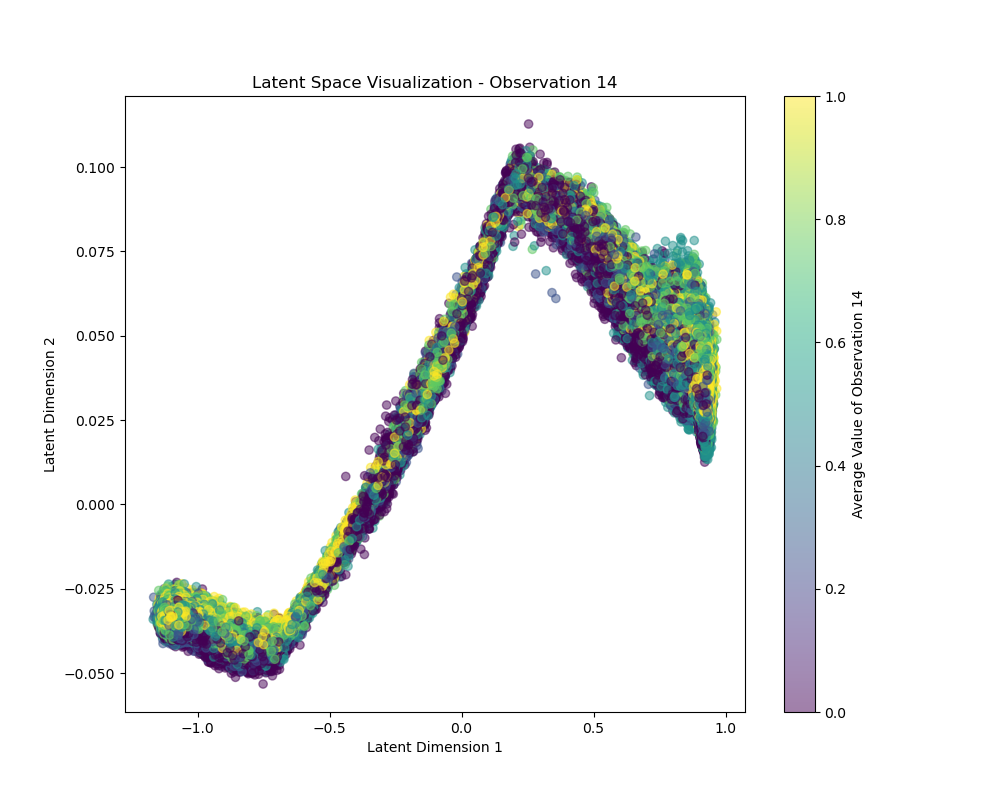 Latent Space Visualization - Observation 14
0.100
0.075
0.050
0.025
0.000
−0.025
−0.050
Latent Dimension 2
−1.0 −0.5 0.0 0.5 1.0
Latent Dimension 1
1.0
0.8
0.6
0.4
0.2
0.0
Average Value of Observation 14